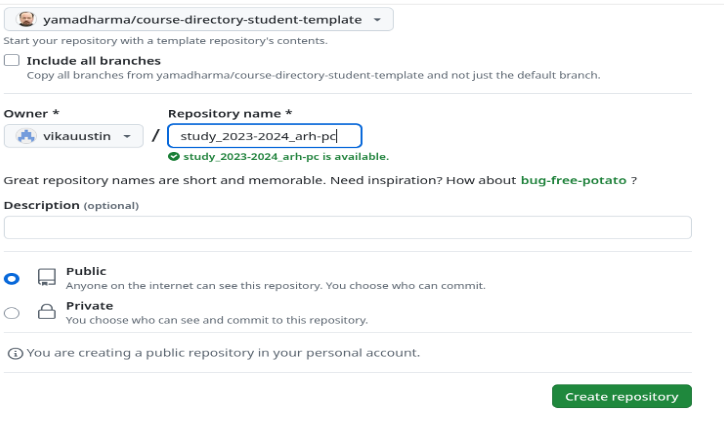 yamadharma/course-directory-student-template
Start your repository with a template repository's contents.
Include all branches
Copy all branches from yamadharma/course-directory-student-template and not just the default branch.
Owner * Repository name *
vikauustin / study_2023-2024_arh-pc
study_2023-2024_arh-pc is available.
Great repository names are short and memorable. Need inspiration? How about bug-free-potato ?
Description (optional)
Public
Anyone on the internet can see this repository. You choose who can commit.
Private
You choose who can see and commit to this repository.
You are creating a public repository in your personal account.
Create repository